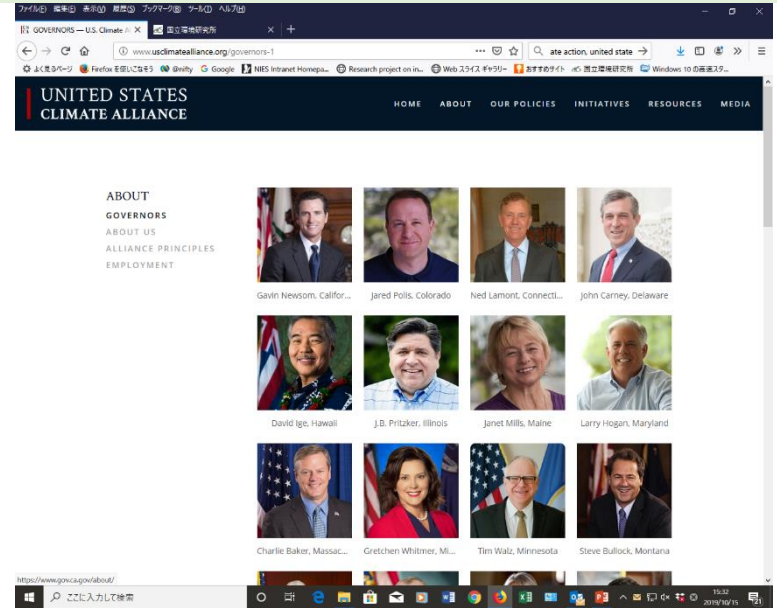 ファイル(F) 編集(E) 表示(V) 履歴(S) ブックマーク(B) ツール(T) ヘルプ(H)
GOVERNORS — U.S. Climate A 国立環境研究所
www.usclimatealliance.org/governors-1 ate action, united state
よく見るページ Firefox を使いこなそう @nifty Google NIES Intranet Homepa... Research project on in... Web スライス ギャラリー おすすめサイト 国立環境研究所 Windows 10 の高速スタ...
UNITED STATES
CLIMATE ALLIANCE
HOME ABOUT OUR POLICIES INITIATIVES RESOURCES MEDIA
ABOUT
GOVERNORS
ABOUT US
ALLIANCE PRINCIPLES
EMPLOYMENT
Gavin Newsom, Califor... Jared Polis, Colorado Ned Lamont, Connecti... John Carney, Delaware
David Ige, Hawaii J.B. Pritzker, Illinois Janet Mills, Maine Larry Hogan, Maryland
Charlie Baker, Massac... Gretchen Whitmer, Mi... Tim Walz, Minnesota Steve Bullock, Montana
https://www.gov.ca.gov/about/
ここに入力して検索
15:32
2019/10/15